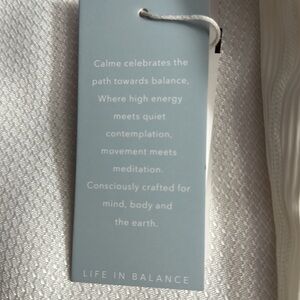 Calme celebrates the
path towards balance,
Where high energy
meets quiet
contemplation,
movement meets
meditation.
Consciously crafted for
mind, body and
the earth.
LIFE IN BALANCE